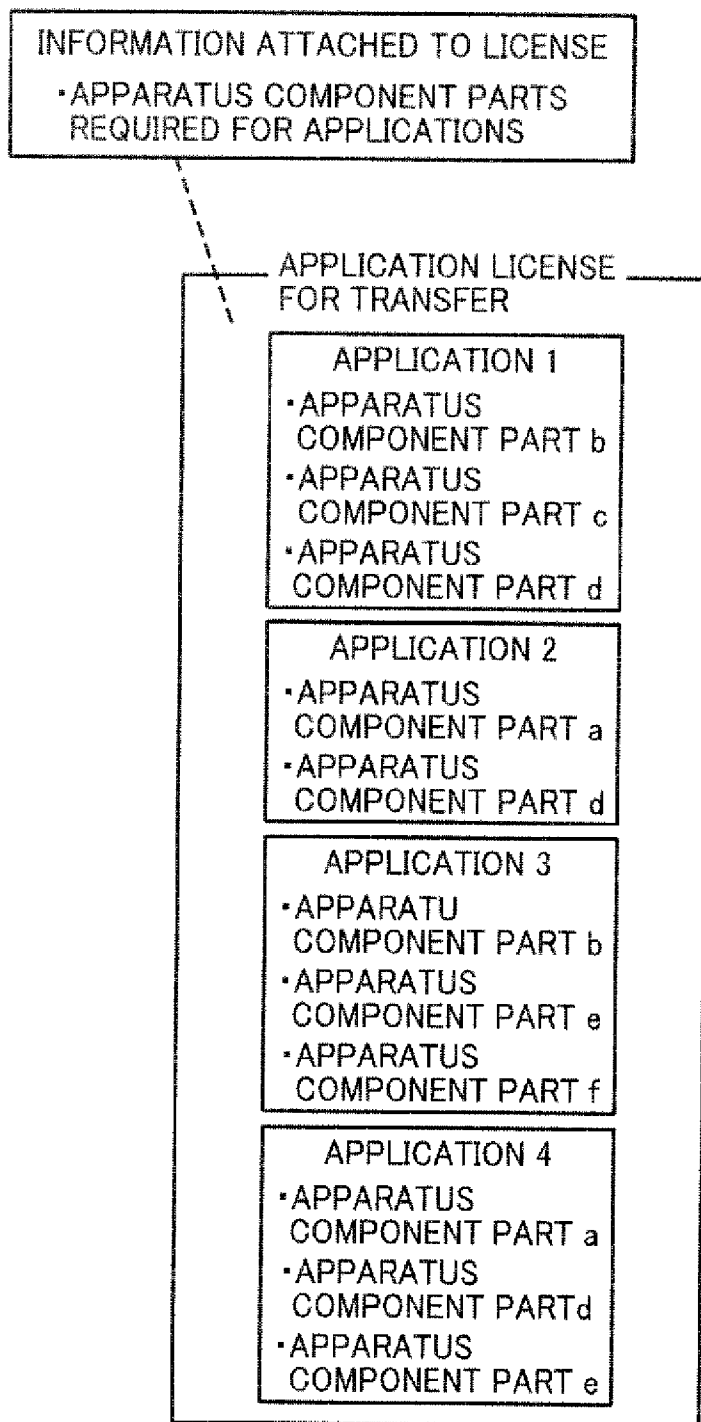 INFORMATION ATTACHED TO LICENSE
・APPARATUS COMPONENT PARTS
REQUIRED FOR APPLICATIONS
APPLICATION LICENSE
FOR TRANSFER
APPLICATION 1
・APPARATUS
COMPONENT PART b
・APPARATUS
COMPONENT PART c
・APPARATUS
COMPONENT PART d
APPLICATION 2
・APPARATUS
COMPONENT PART a
・APPARATUS
COMPONENT PART d
APPLICATION 3
・APPARATU
COMPONENT PART b
・APPARATUS
COMPONENT PART e
・APPARATUS
COMPONENT PART f
APPLICATION 4
・APPARATUS
COMPONENT PART a
・APPARATUS
COMPONENT PARTd
・APPARATUS
COMPONENT PART e